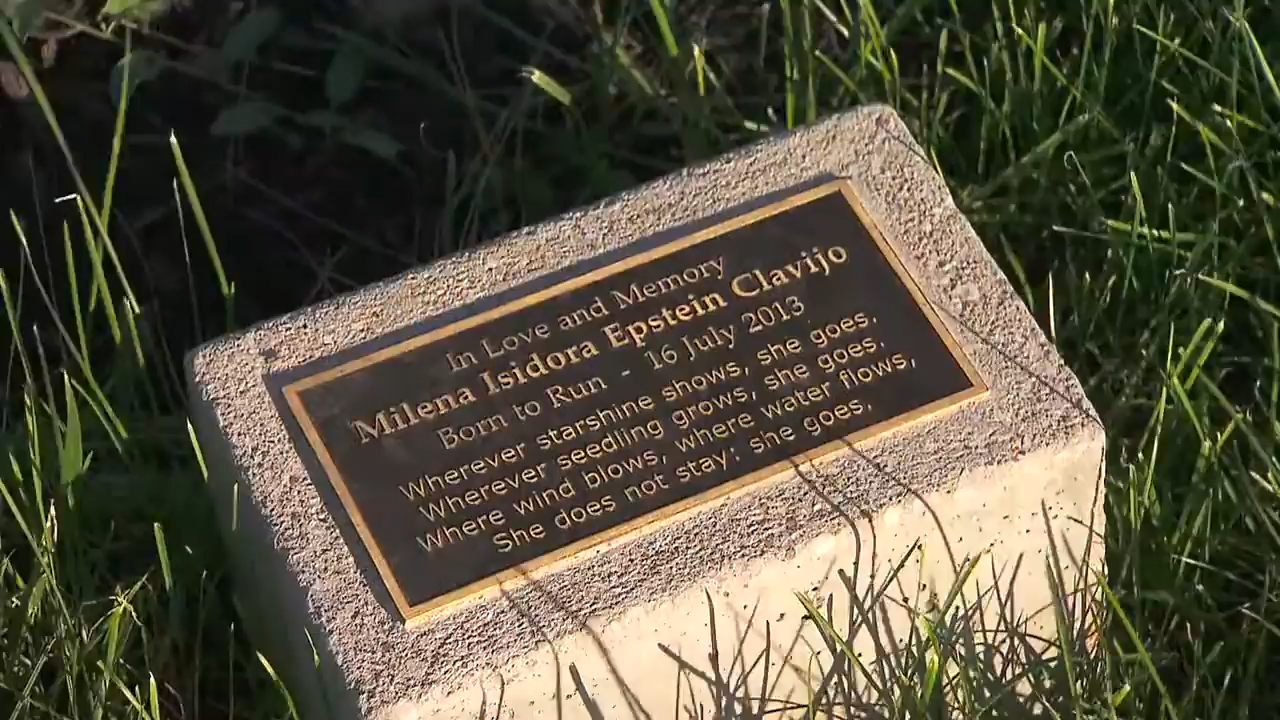 In Love and Memory
Milena Isidora Epstein Clavijo
Born to Run - 16 July 2013
Wherever starshine shows, she goes.
Wherever seedling grows, she goes.
Where wind blows, where water flows,
She does not stay: she goes.